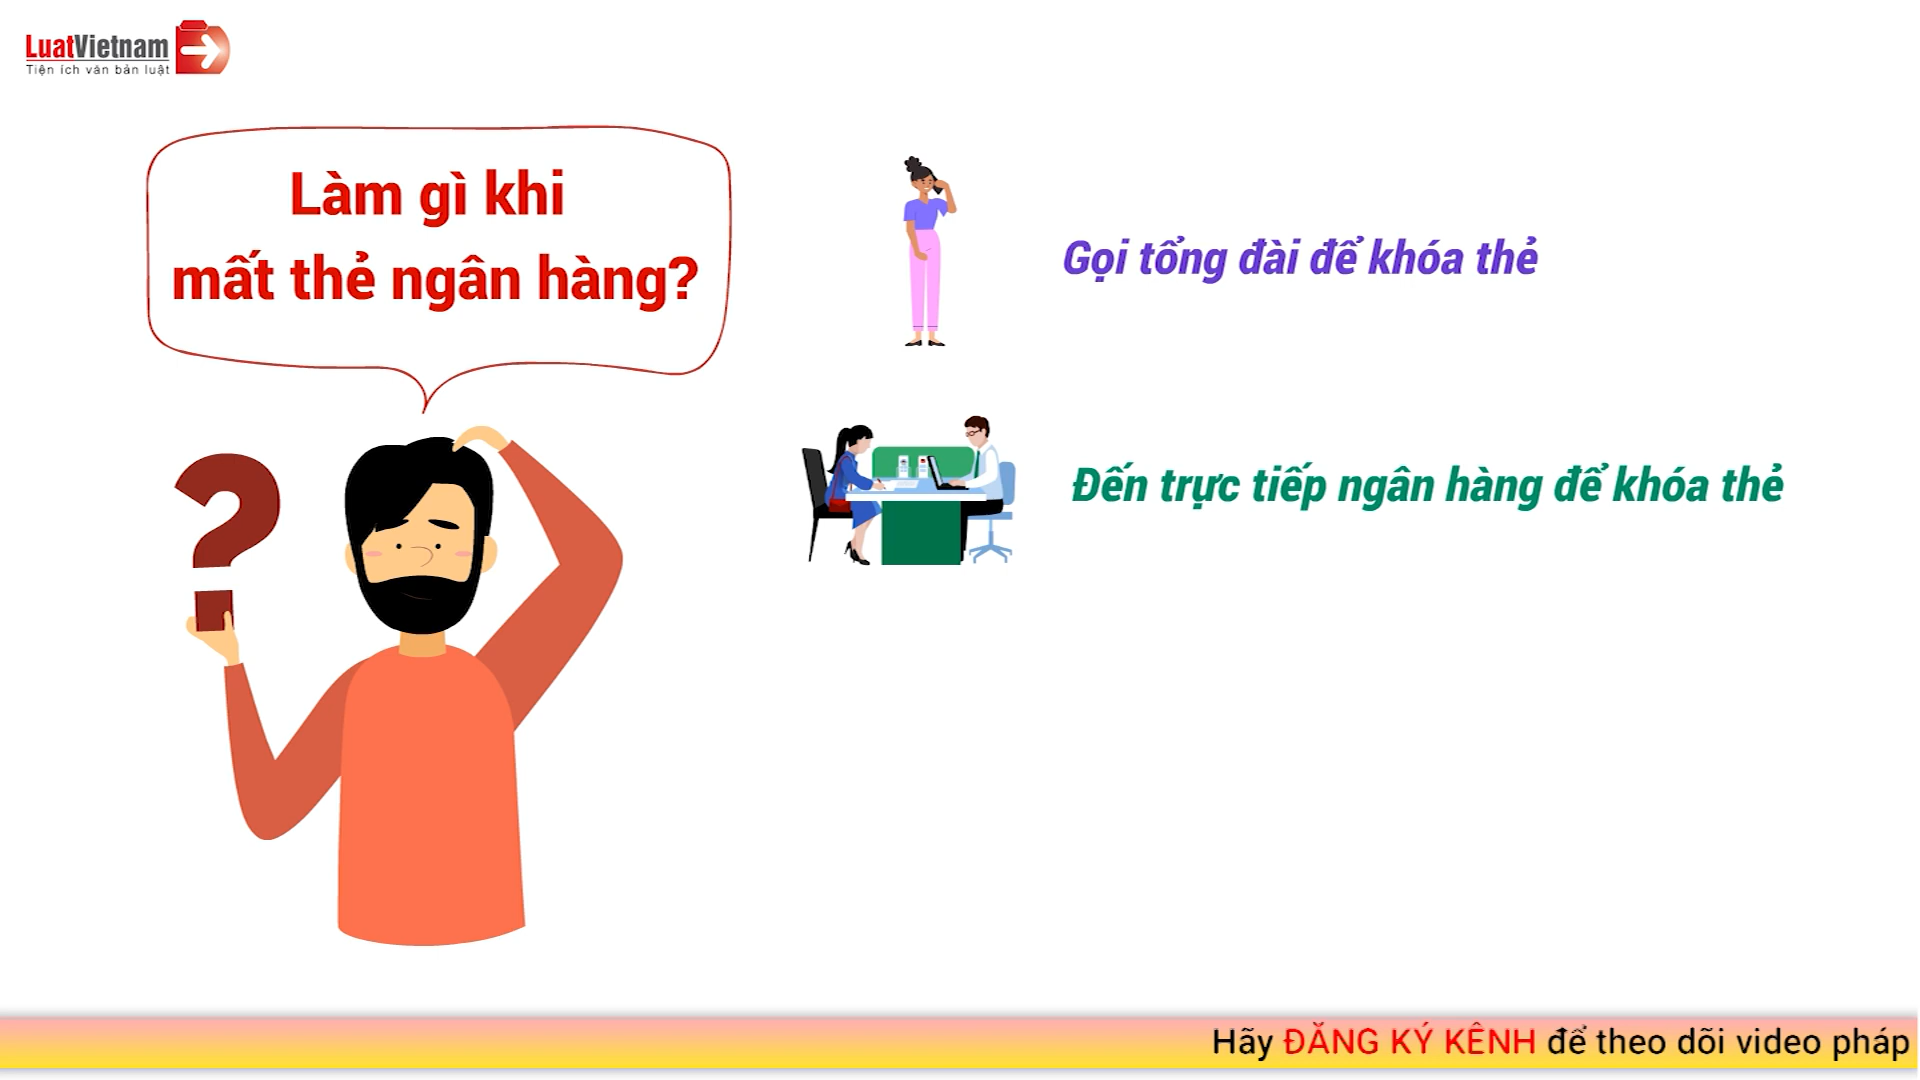 LuatVietnam
Tiện ích văn bản luật
Làm gì khi
mất thẻ ngân hàng?
Gọi tổng đài để khóa thẻ
Đến trực tiếp ngân hàng để khóa thẻ
Hãy ĐĂNG KÝ KÊNH để theo dõi video pháp